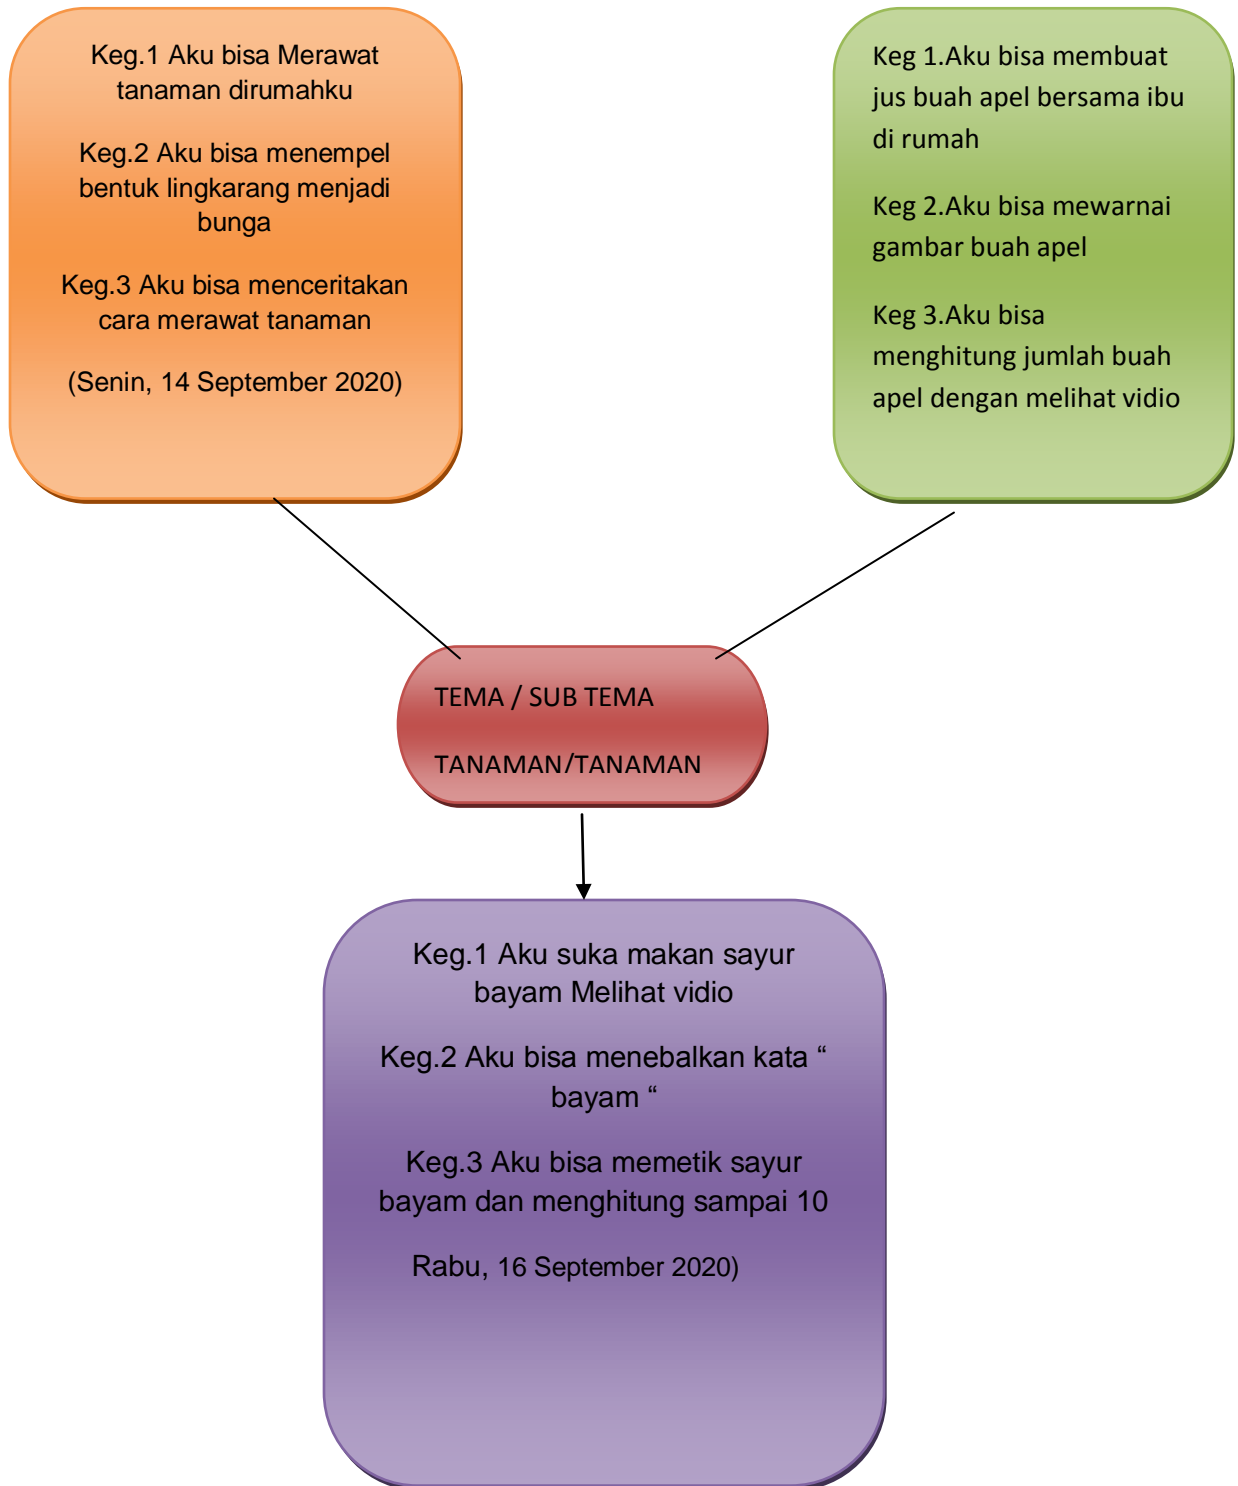 Keg.1 Aku bisa Merawat
tanaman dirumahku
Keg.2 Aku bisa menempel
bentuk lingkarang menjadi
bunga
Keg.3 Aku bisa menceritakan
cara merawat tanaman
(Senin, 14 September 2020)
Keg 1.Aku bisa membuat
jus buah apel bersama ibu
di rumah
Keg 2.Aku bisa mewarnai
gambar buah apel
Keg 3.Aku bisa
menghitung jumlah buah
apel dengan melihat vidio
TEMA / SUB TEMA
TANAMAN/TANAMAN
Keg.1 Aku suka makan sayur
bayam Melihat vidio
Keg.2 Aku bisa menebalkan kata “
bayam “
Keg.3 Aku bisa memetik sayur
bayam dan menghitung sampai 10
Rabu, 16 September 2020)